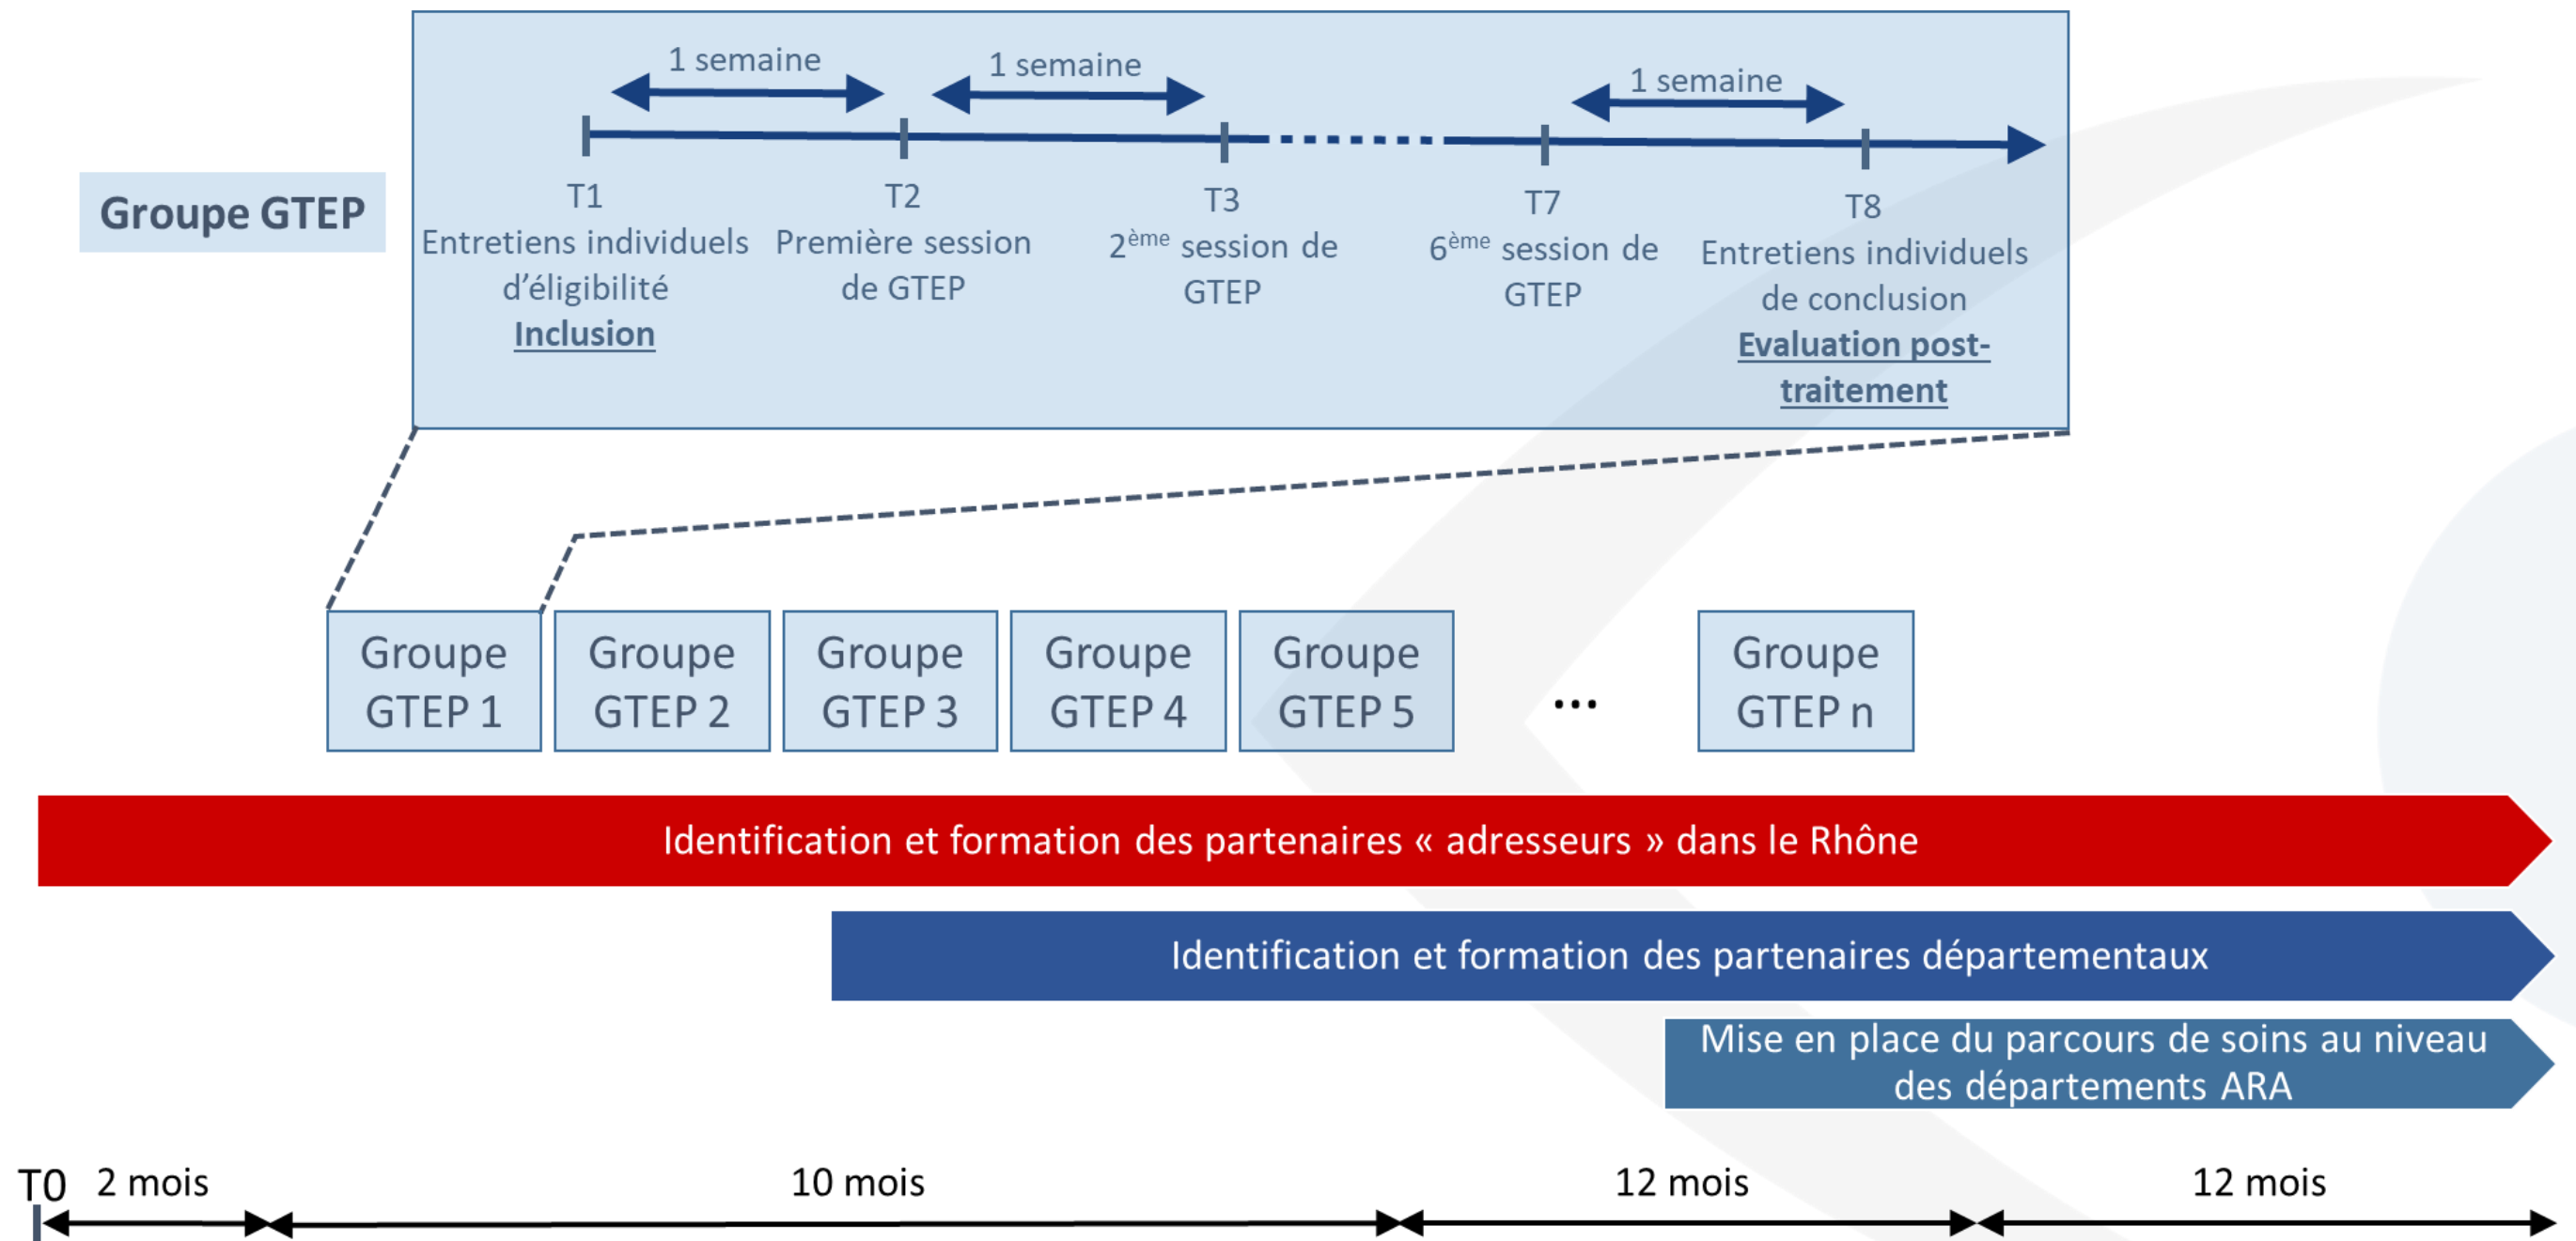 1 semaine
1 semaine
1 semaine
Groupe GTEP
T1
Entretiens individuels
d’éligibilité
Inclusion
T2
Première session
de GTEP
T3
2ème session de
GTEP
T7
6ème session de
GTEP
T8
Entretiens individuels
de conclusion
Evaluation post-
traitement
Groupe
GTEP 1
Groupe
GTEP 2
Groupe
GTEP 3
Groupe
GTEP 4
Groupe
GTEP 5
...
Groupe
GTEP n
Identification et formation des partenaires « adresseurs » dans le Rhône
Identification et formation des partenaires départementaux
Mise en place du parcours de soins au niveau
des départements ARA
T0
2 mois
10 mois
12 mois
12 mois